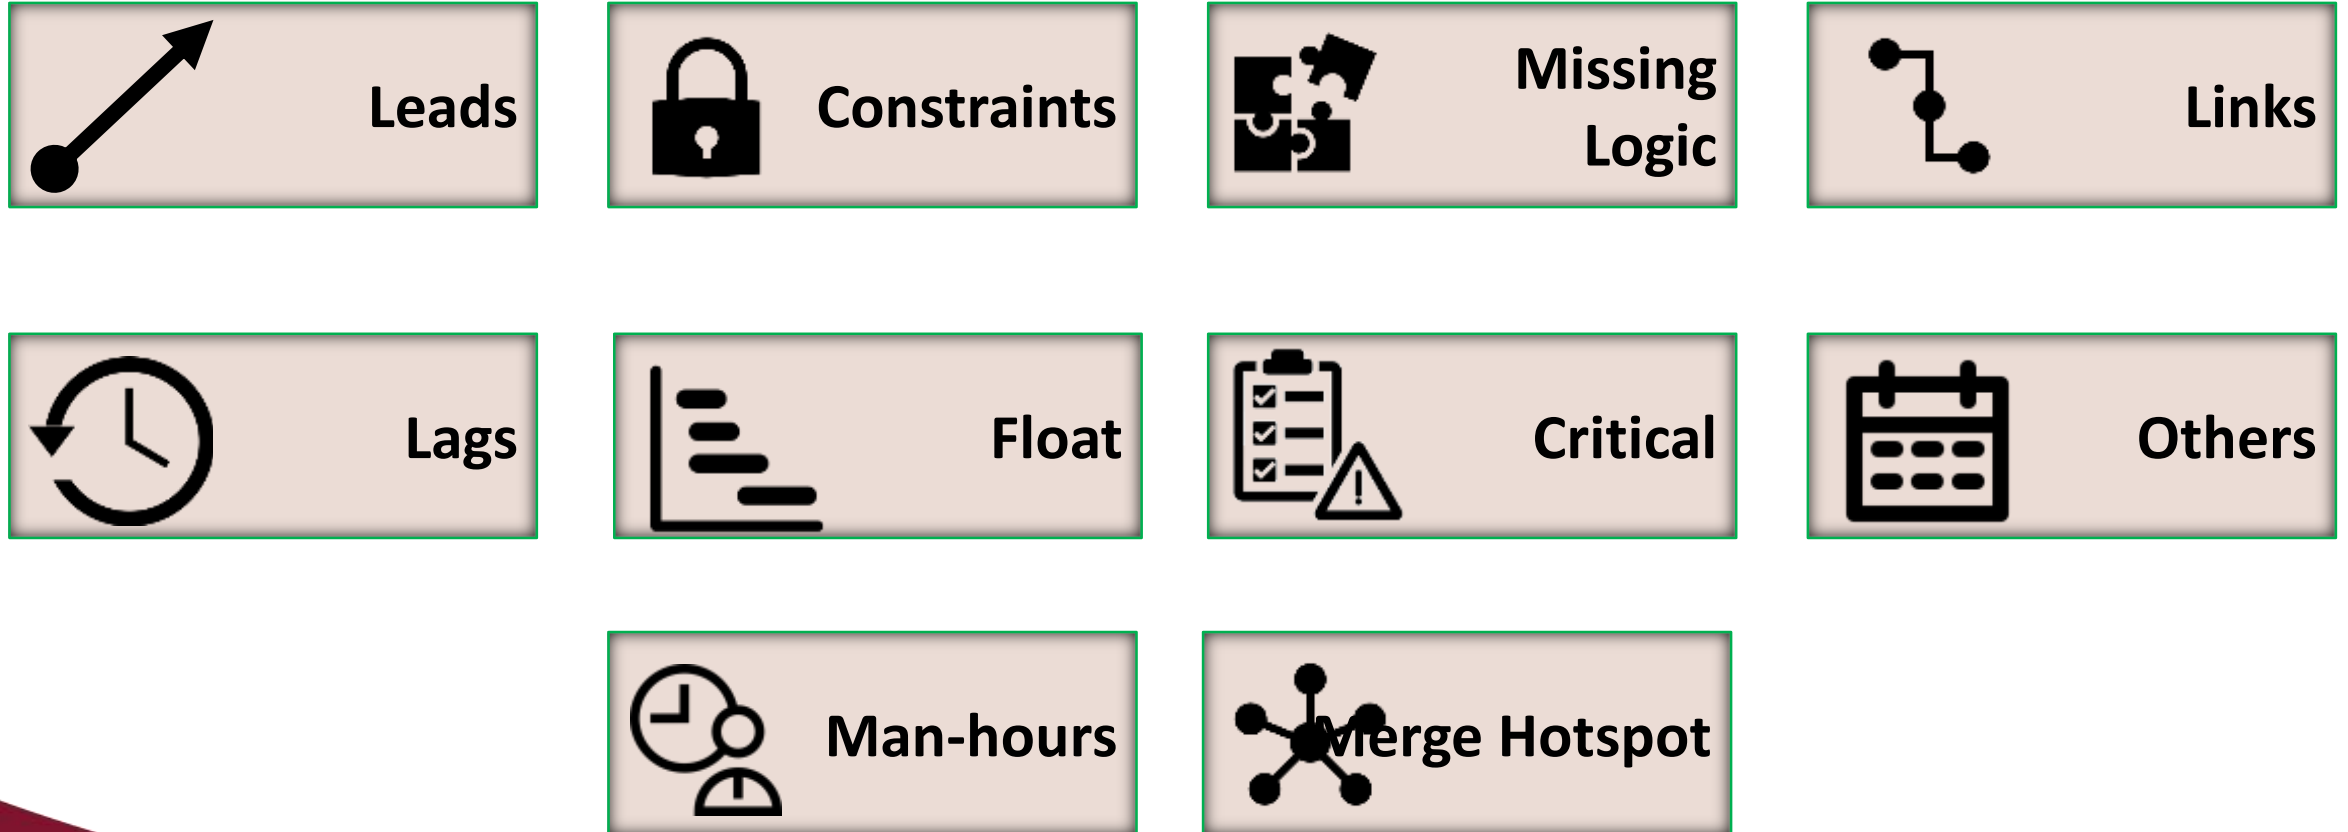 Leads
Constraints
Missing
Logic
Links
Lags
Float
Critical
Others
Man-hours
Merge Hotspot